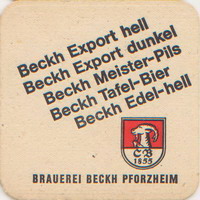 Beckh Export hell
Beckh Export dunkel
Beckh Meister-Pils
Beckh Tafel-Bier
Beckh Edel-hell
CB
1855
BRAUEREI BECKH PFORZHEIM